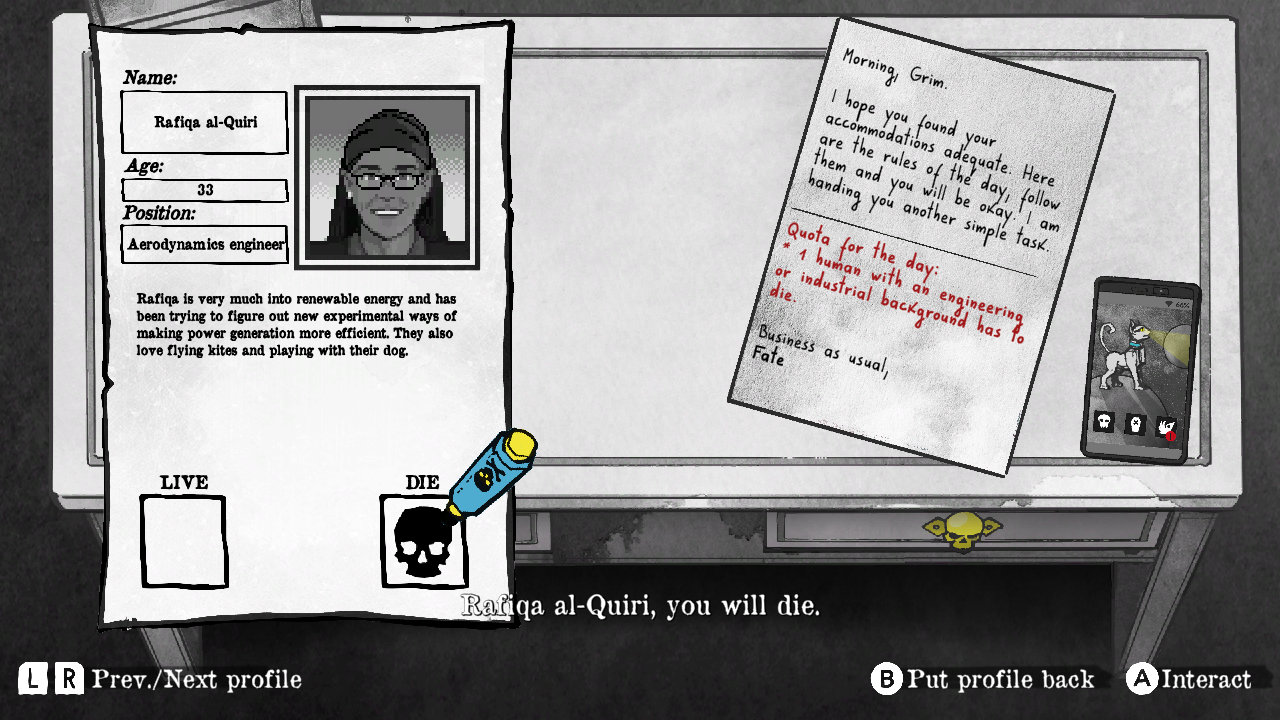 Name:
Rafiqa al-Quiri
Age:
33
Position:
Aerodynamics engineer
Rafiqa is very much into renewable energy and has
been trying to figure out new experimental ways of
making power generation more efficient. They also
love flying kites and playing with their dog.
LIVE
DIE
Morning, Grim.
I hope you found your
accommodations adequate. Here
are the rules of the day, follow
them and you will be okay. I am
handing you another simple task.
Quota for the day:
* 1 human with an engineering
or industrial background has to
die.
Business as usual,
Fate
66%
Rafiqa al-Quiri, you will die.
L R Prev./Next profile
B Put profile back
A Interact